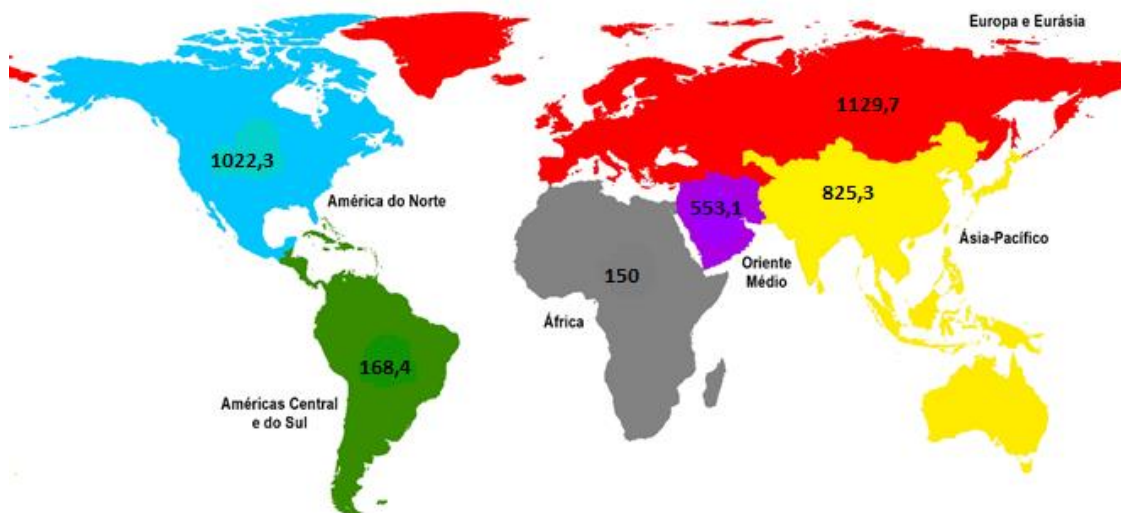 Europa e Eurásia
1129,7
1022,3
América do Norte
825,3
553,1
Ásia-Pacífico
Oriente
Médio
150
África
168,4
Américas Central
e do Sul